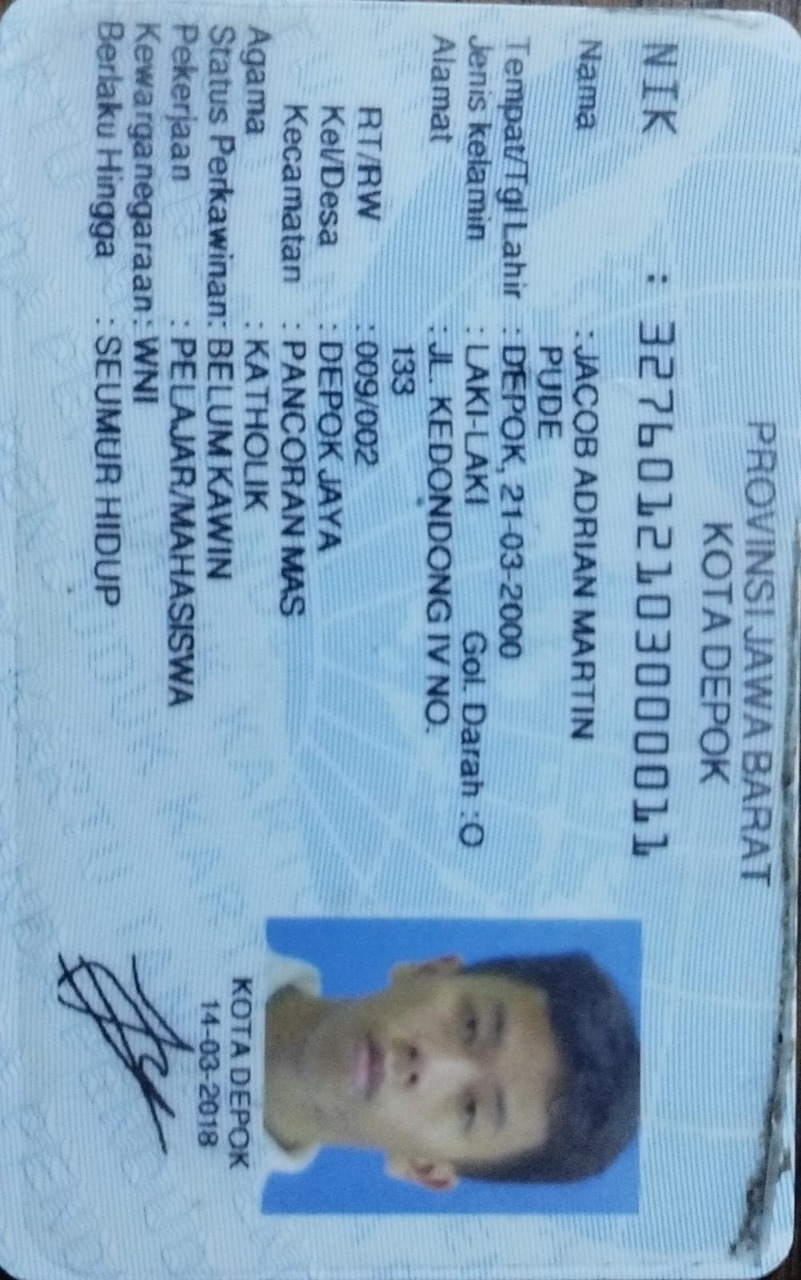 PROVINSI JAWA BARAT
KOTA DEPOK
NIK : 3276012103000011
Nama : JACOB ADRIAN MARTIN
PUDE
Tempat/Tgl Lahir : DEPOK, 21-03-2000
Jenis kelamin : LAKI-LAKI Gol. Darah :O
Alamat : JL. KEDONDONG IV NO.
133
RT/RW : 009/002
Kel/Desa : DEPOK JAYA
Kecamatan : PANCORAN MAS
Agama : KATHOLIK
Status Perkawinan: BELUM KAWIN
Pekerjaan : PELAJAR/MAHASISWA
Kewarganegaraan: WNI
Berlaku Hingga : SEUMUR HIDUP
KOTA DEPOK
14-03-2018